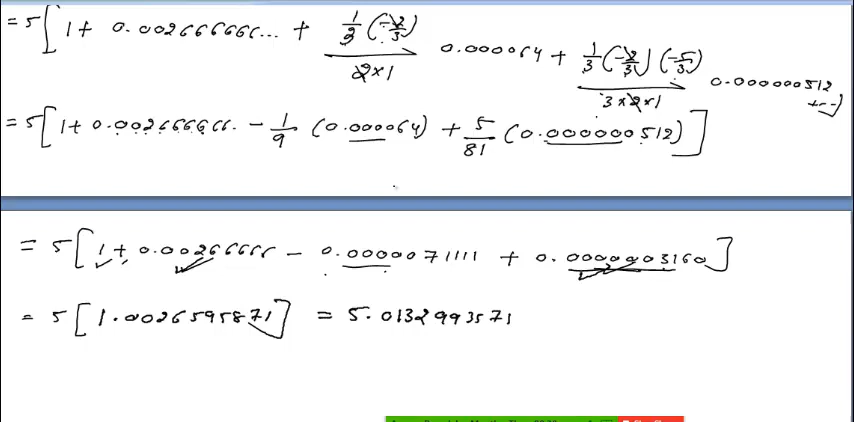 = 5 [ 1 + 0.002666666... + 1/3 (-2/3) / 2×1 0.000064 + 1/3 (-2/3) (-5/3) / 3×2×1 0.000000512 + -- ]
= 5 [ 1 + 0.002666666. - 1/9 (0.000064) + 5/81 (0.000000512) ]
= 5 [ 1 + 0.00266666 - 0.0000071111 + 0.0000003160 ]
= 5 [ 1.0026595871 ] = 5.0132993571